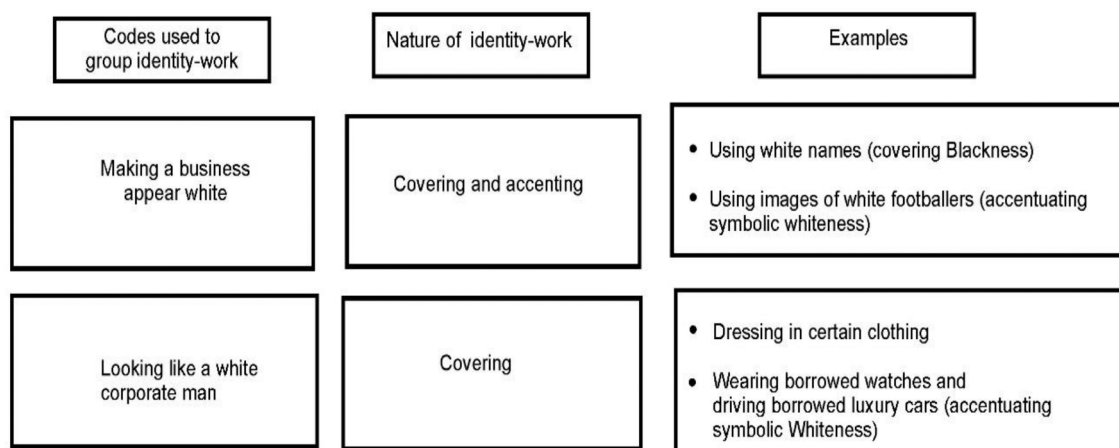 Codes used to
group identity-work
Nature of identity-work
Examples
Making a business
appear white
Covering and accenting
• Using white names (covering Blackness)
• Using images of white footballers (accentuating
symbolic whiteness)
Looking like a white
corporate man
Covering
• Dressing in certain clothing
• Wearing borrowed watches and
driving borrowed luxury cars (accentuating
symbolic Whiteness)